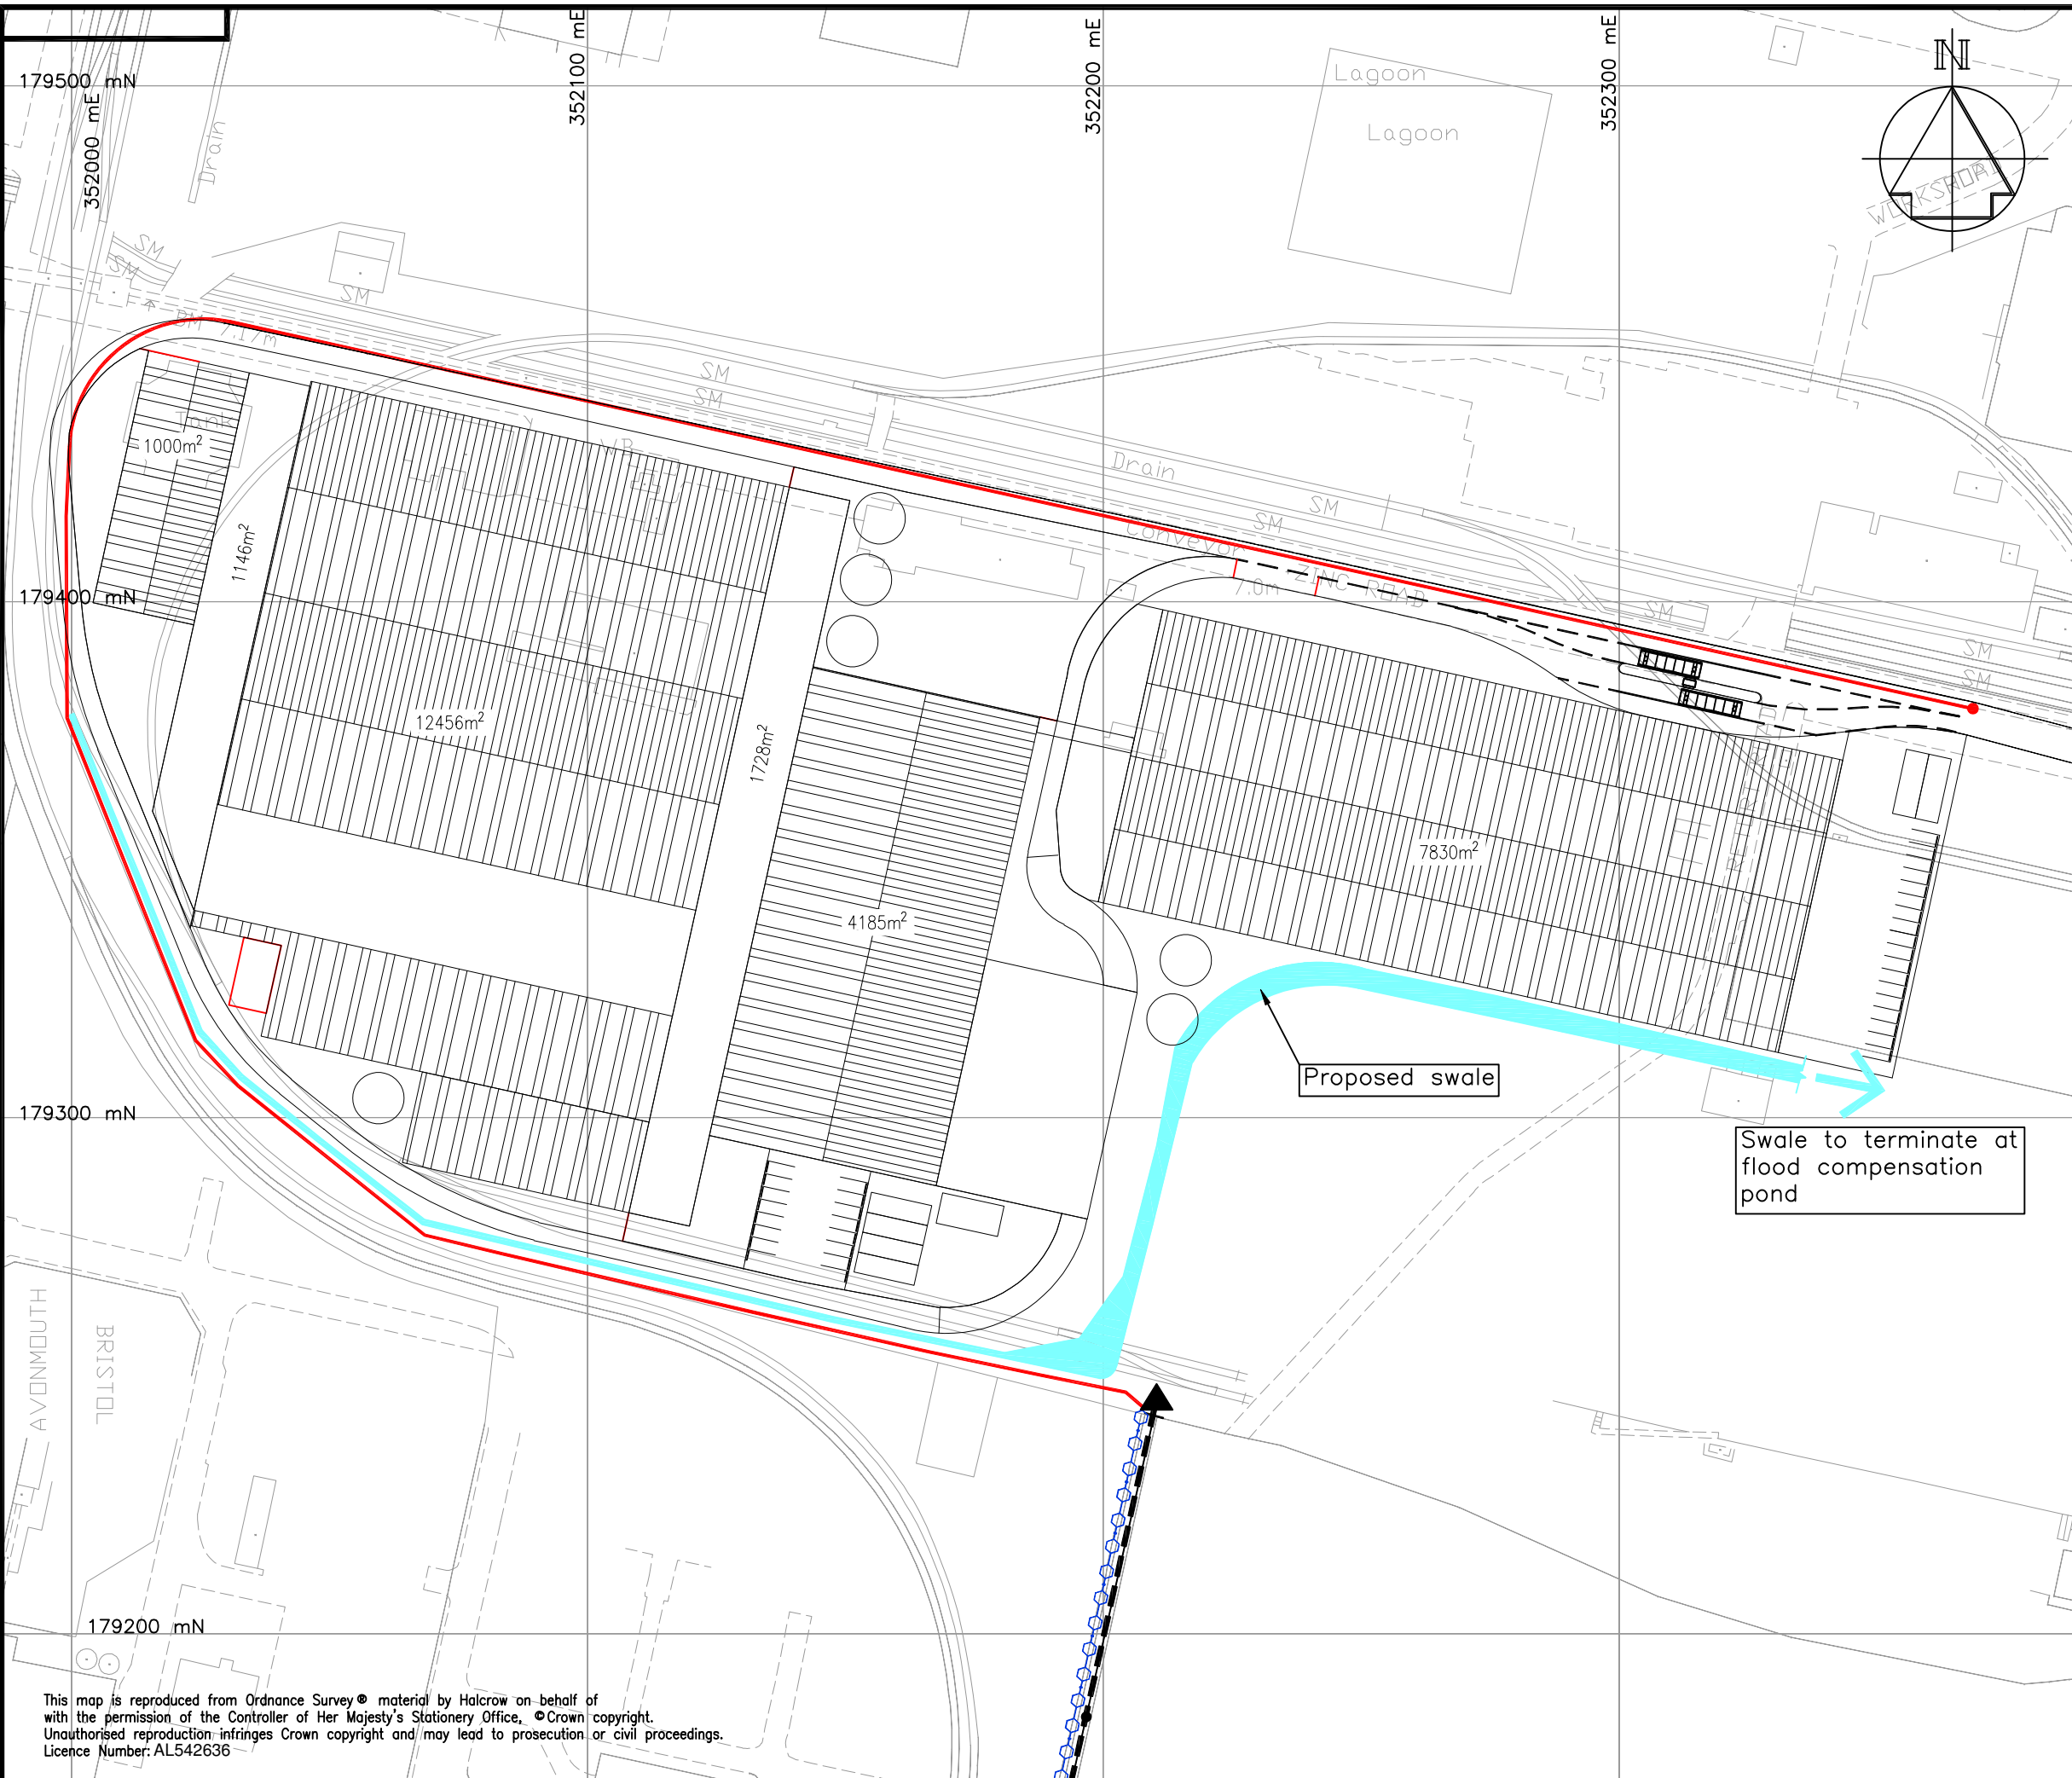 179500 mN
352000 mE
352100 mE
352200 mE
352300 mE
N
Lagoon
Lagoon
Drain
WORKSHOP
SM
SM
SM
BM 7.17m
SM
SM
Tank
1000m²
WB
Drain
SM
SM
Conveyor
ZINC ROAD
7.0m
SM
SM
SM
1146m²
179400 mN
12456m²
1728m²
7830m²
4185m²
Proposed swale
179300 mN
Swale to terminate at
flood compensation
pond
AVONMOUTH
BRISTOL
179200 mN
This map is reproduced from Ordnance Survey ® material by Halcrow on behalf of
with the permission of the Controller of Her Majesty's Stationery Office, © Crown copyright.
Unauthorised reproduction infringes Crown copyright and may lead to prosecution or civil proceedings.
Licence Number: AL542636